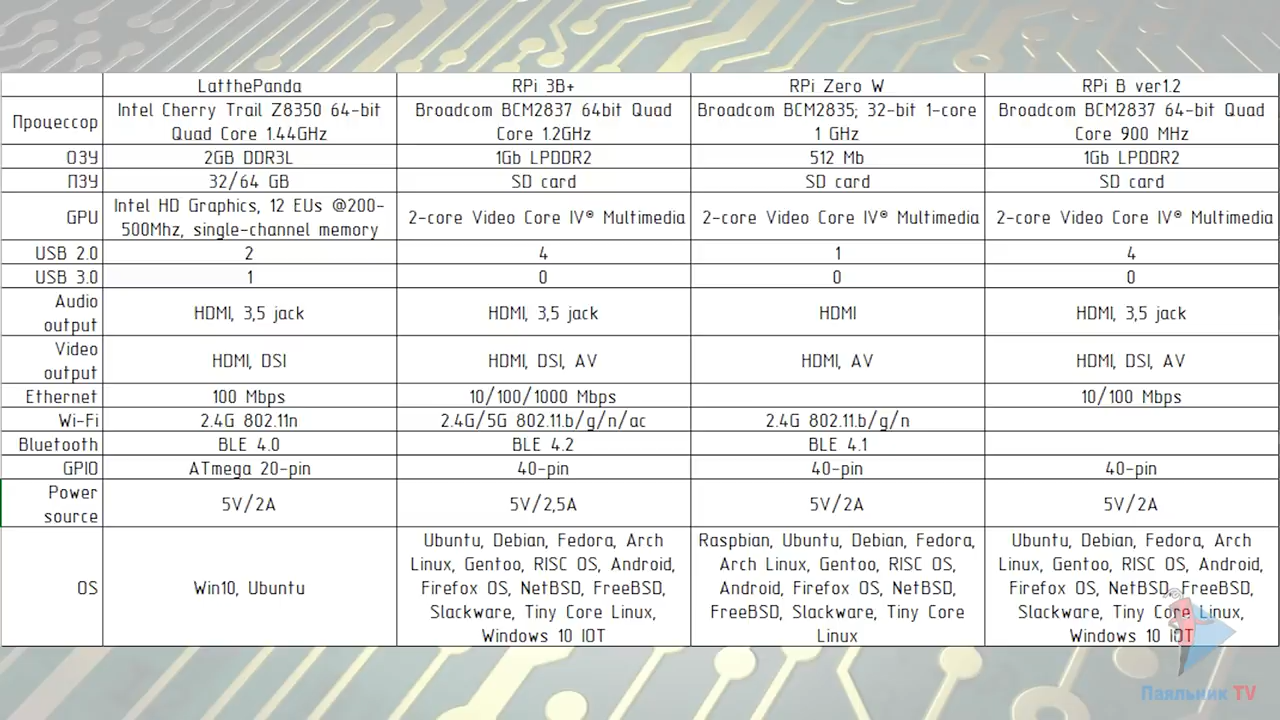 LatthePanda
RPi 3B+
RPi Zero W
RPi B ver1.2
Процессор
Intel Cherry Trail Z8350 64-bit
Quad Core 1.44GHz
Broadcom BCM2837 64bit Quad
Core 1.2GHz
Broadcom BCM2835; 32-bit 1-core
1 GHz
Broadcom BCM2837 64-bit Quad
Core 900 MHz
ОЗУ
2GB DDR3L
1Gb LPDDR2
512 Mb
1Gb LPDDR2
ПЗУ
32/64 GB
SD card
SD card
SD card
GPU
Intel HD Graphics, 12 EUs @200-
500Mhz, single-channel memory
2-core Video Core IV® Multimedia
2-core Video Core IV® Multimedia
2-core Video Core IV® Multimedia
USB 2.0
2
4
1
4
USB 3.0
1
0
0
0
Audio
output
HDMI, 3,5 jack
HDMI, 3,5 jack
HDMI
HDMI, 3,5 jack
Video
output
HDMI, DSI
HDMI, DSI, AV
HDMI, AV
HDMI, DSI, AV
Ethernet
100 Mbps
10/100/1000 Mbps
10/100 Mbps
Wi-Fi
2.4G 802.11n
2.4G/5G 802.11.b/g/n/ac
2.4G 802.11.b/g/n
Bluetooth
BLE 4.0
BLE 4.2
BLE 4.1
GPIO
ATmega 20-pin
40-pin
40-pin
40-pin
Power
source
5V/2A
5V/2,5A
5V/2A
5V/2A
OS
Win10, Ubuntu
Ubuntu, Debian, Fedora, Arch
Linux, Gentoo, RISC OS, Android,
Firefox OS, NetBSD, FreeBSD,
Slackware, Tiny Core Linux,
Windows 10 IOT
Raspbian, Ubuntu, Debian, Fedora,
Arch Linux, Gentoo, RISC OS,
Android, Firefox OS, NetBSD,
FreeBSD, Slackware, Tiny Core
Linux
Ubuntu, Debian, Fedora, Arch
Linux, Gentoo, RISC OS, Android,
Firefox OS, NetBSD, FreeBSD,
Slackware, Tiny Core Linux,
Windows 10 IOT
Паяльник TV